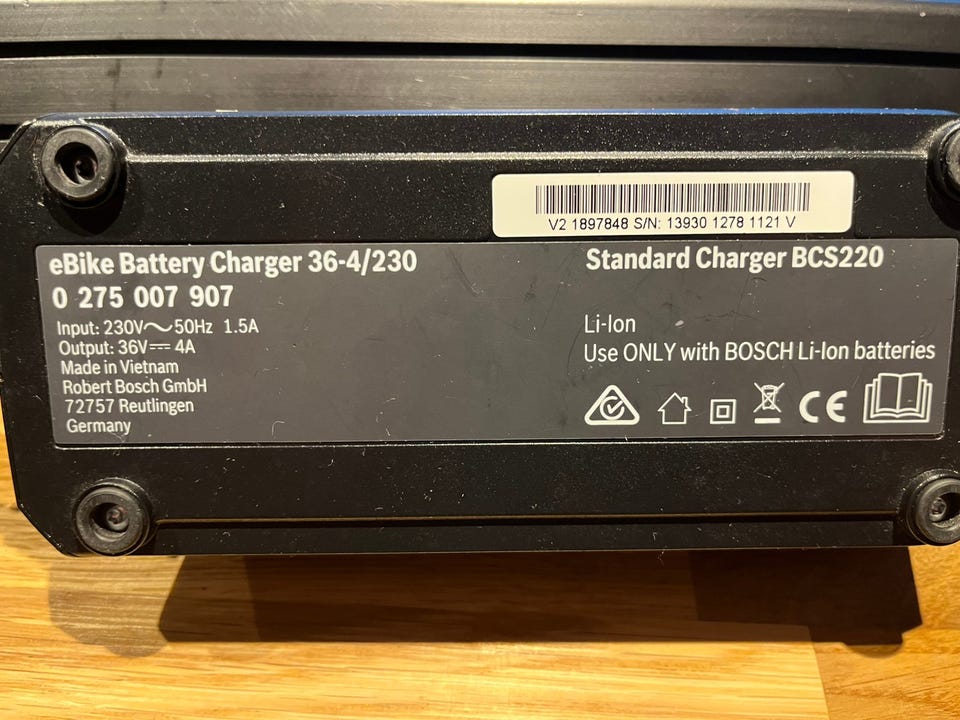 V2 1897848 S/N: 13930 1278 1121 V
eBike Battery Charger 36-4/230
0 275 007 907
Input: 230V～50Hz 1.5A
Output: 36V⎓ 4A
Made in Vietnam
Robert Bosch GmbH
72757 Reutlingen
Germany
Standard Charger BCS220
Li-Ion
Use ONLY with BOSCH Li-Ion batteries
CE